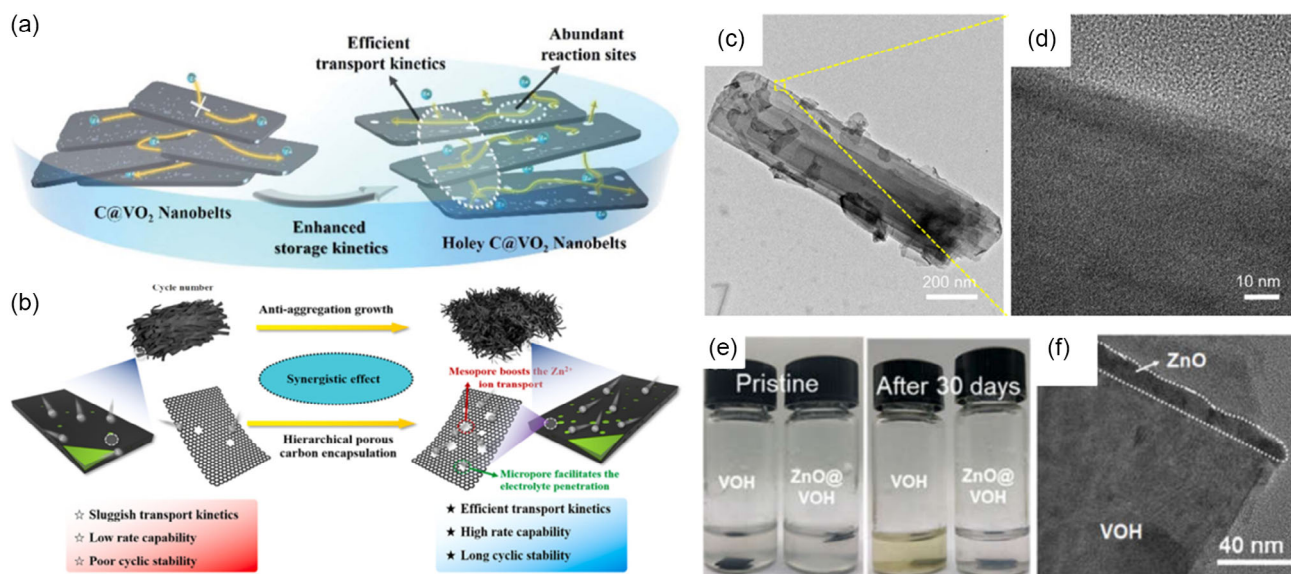 (a)
Efficient
transport kinetics
Abundant
reaction sites
C@VO₂ Nanobelts
Enhanced
storage kinetics
Holey C@VO₂ Nanobelts
(b)
Cycle number
Anti-aggregation growth
Synergistic effect
Mesopore boosts the Zn²⁺
ion transport
Hierarchical porous
carbon encapsulation
Micropore facilitates the
electrolyte penetration
☆ Sluggish transport kinetics
☆ Low rate capability
☆ Poor cyclic stability
★ Efficient transport kinetics
★ High rate capability
★ Long cyclic stability
(c)
200 nm
(d)
10 nm
(e)
Pristine
VOH
ZnO@
VOH
After 30 days
VOH
ZnO@
VOH
(f)
ZnO
VOH
40 nm